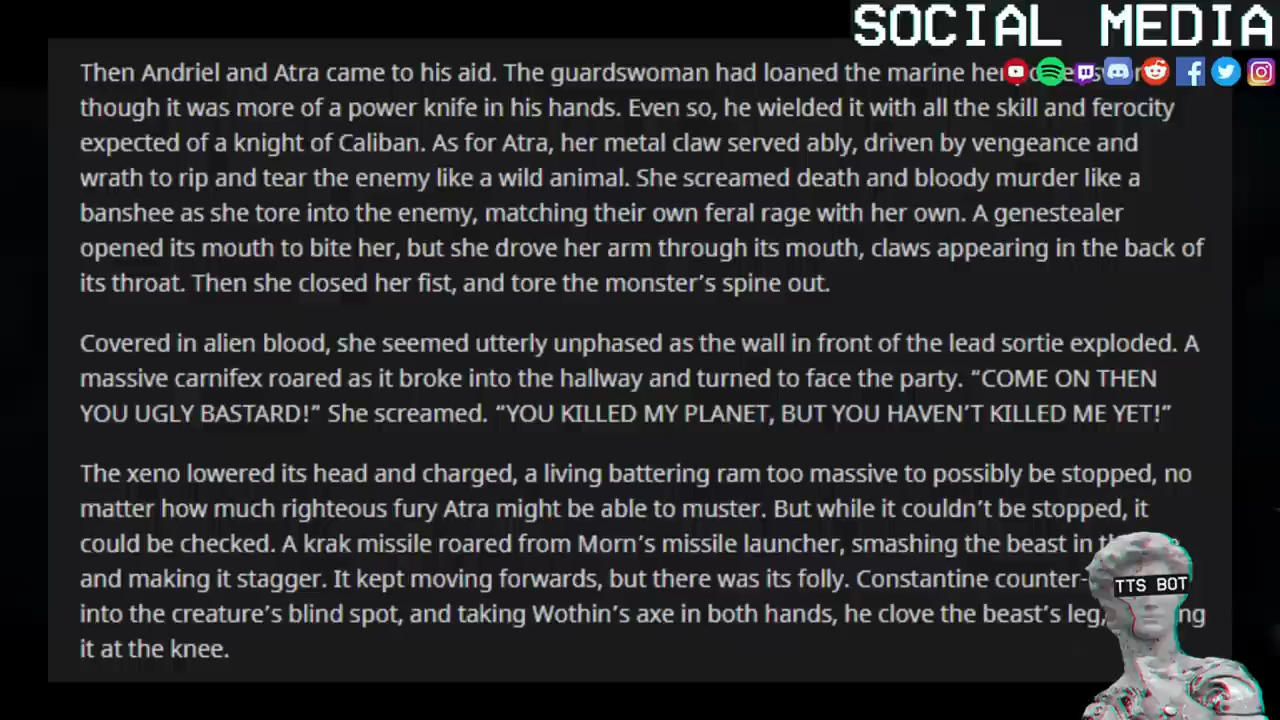 SOCIAL MEDIA
Then Andriel and Atra came to his aid. The guardswoman had loaned the marine her
though it was more of a power knife in his hands. Even so, he wielded it with all the skill and ferocity
expected of a knight of Caliban. As for Atra, her metal claw served ably, driven by vengeance and
wrath to rip and tear the enemy like a wild animal. She screamed death and bloody murder like a
banshee as she tore into the enemy, matching their own feral rage with her own. A genestealer
opened its mouth to bite her, but she drove her arm through its mouth, claws appearing in the back of
its throat. Then she closed her fist, and tore the monster’s spine out.
Covered in alien blood, she seemed utterly unphased as the wall in front of the lead sortie exploded. A
massive carnifex roared as it broke into the hallway and turned to face the party. “COME ON THEN
YOU UGLY BASTARD!” She screamed. “YOU KILLED MY PLANET, BUT YOU HAVEN’T KILLED ME YET!”
The xeno lowered its head and charged, a living battering ram too massive to possibly be stopped, no
matter how much righteous fury Atra might be able to muster. But while it couldn’t be stopped, it
could be checked. A krak missile roared from Morn’s missile launcher, smashing the beast in
and making it stagger. It kept moving forwards, but there was its folly. Constantine counter-
into the creature’s blind spot, and taking Wothin’s axe in both hands, he clove the beast’s leg,
it at the knee.
TTS BOT